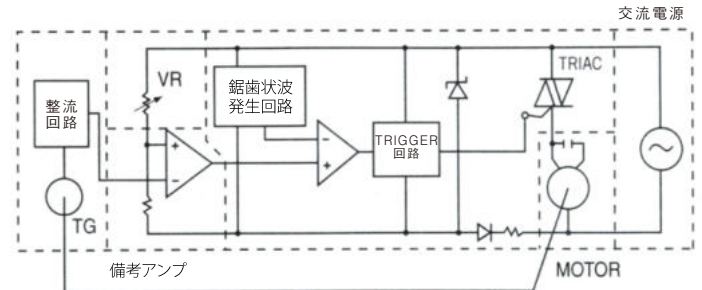 交流電源
TRIAC
VR
鋸歯状波
発生回路
整流
回路
+
−
−
+
TRIGGER
回路
TG
備考アンプ
MOTOR